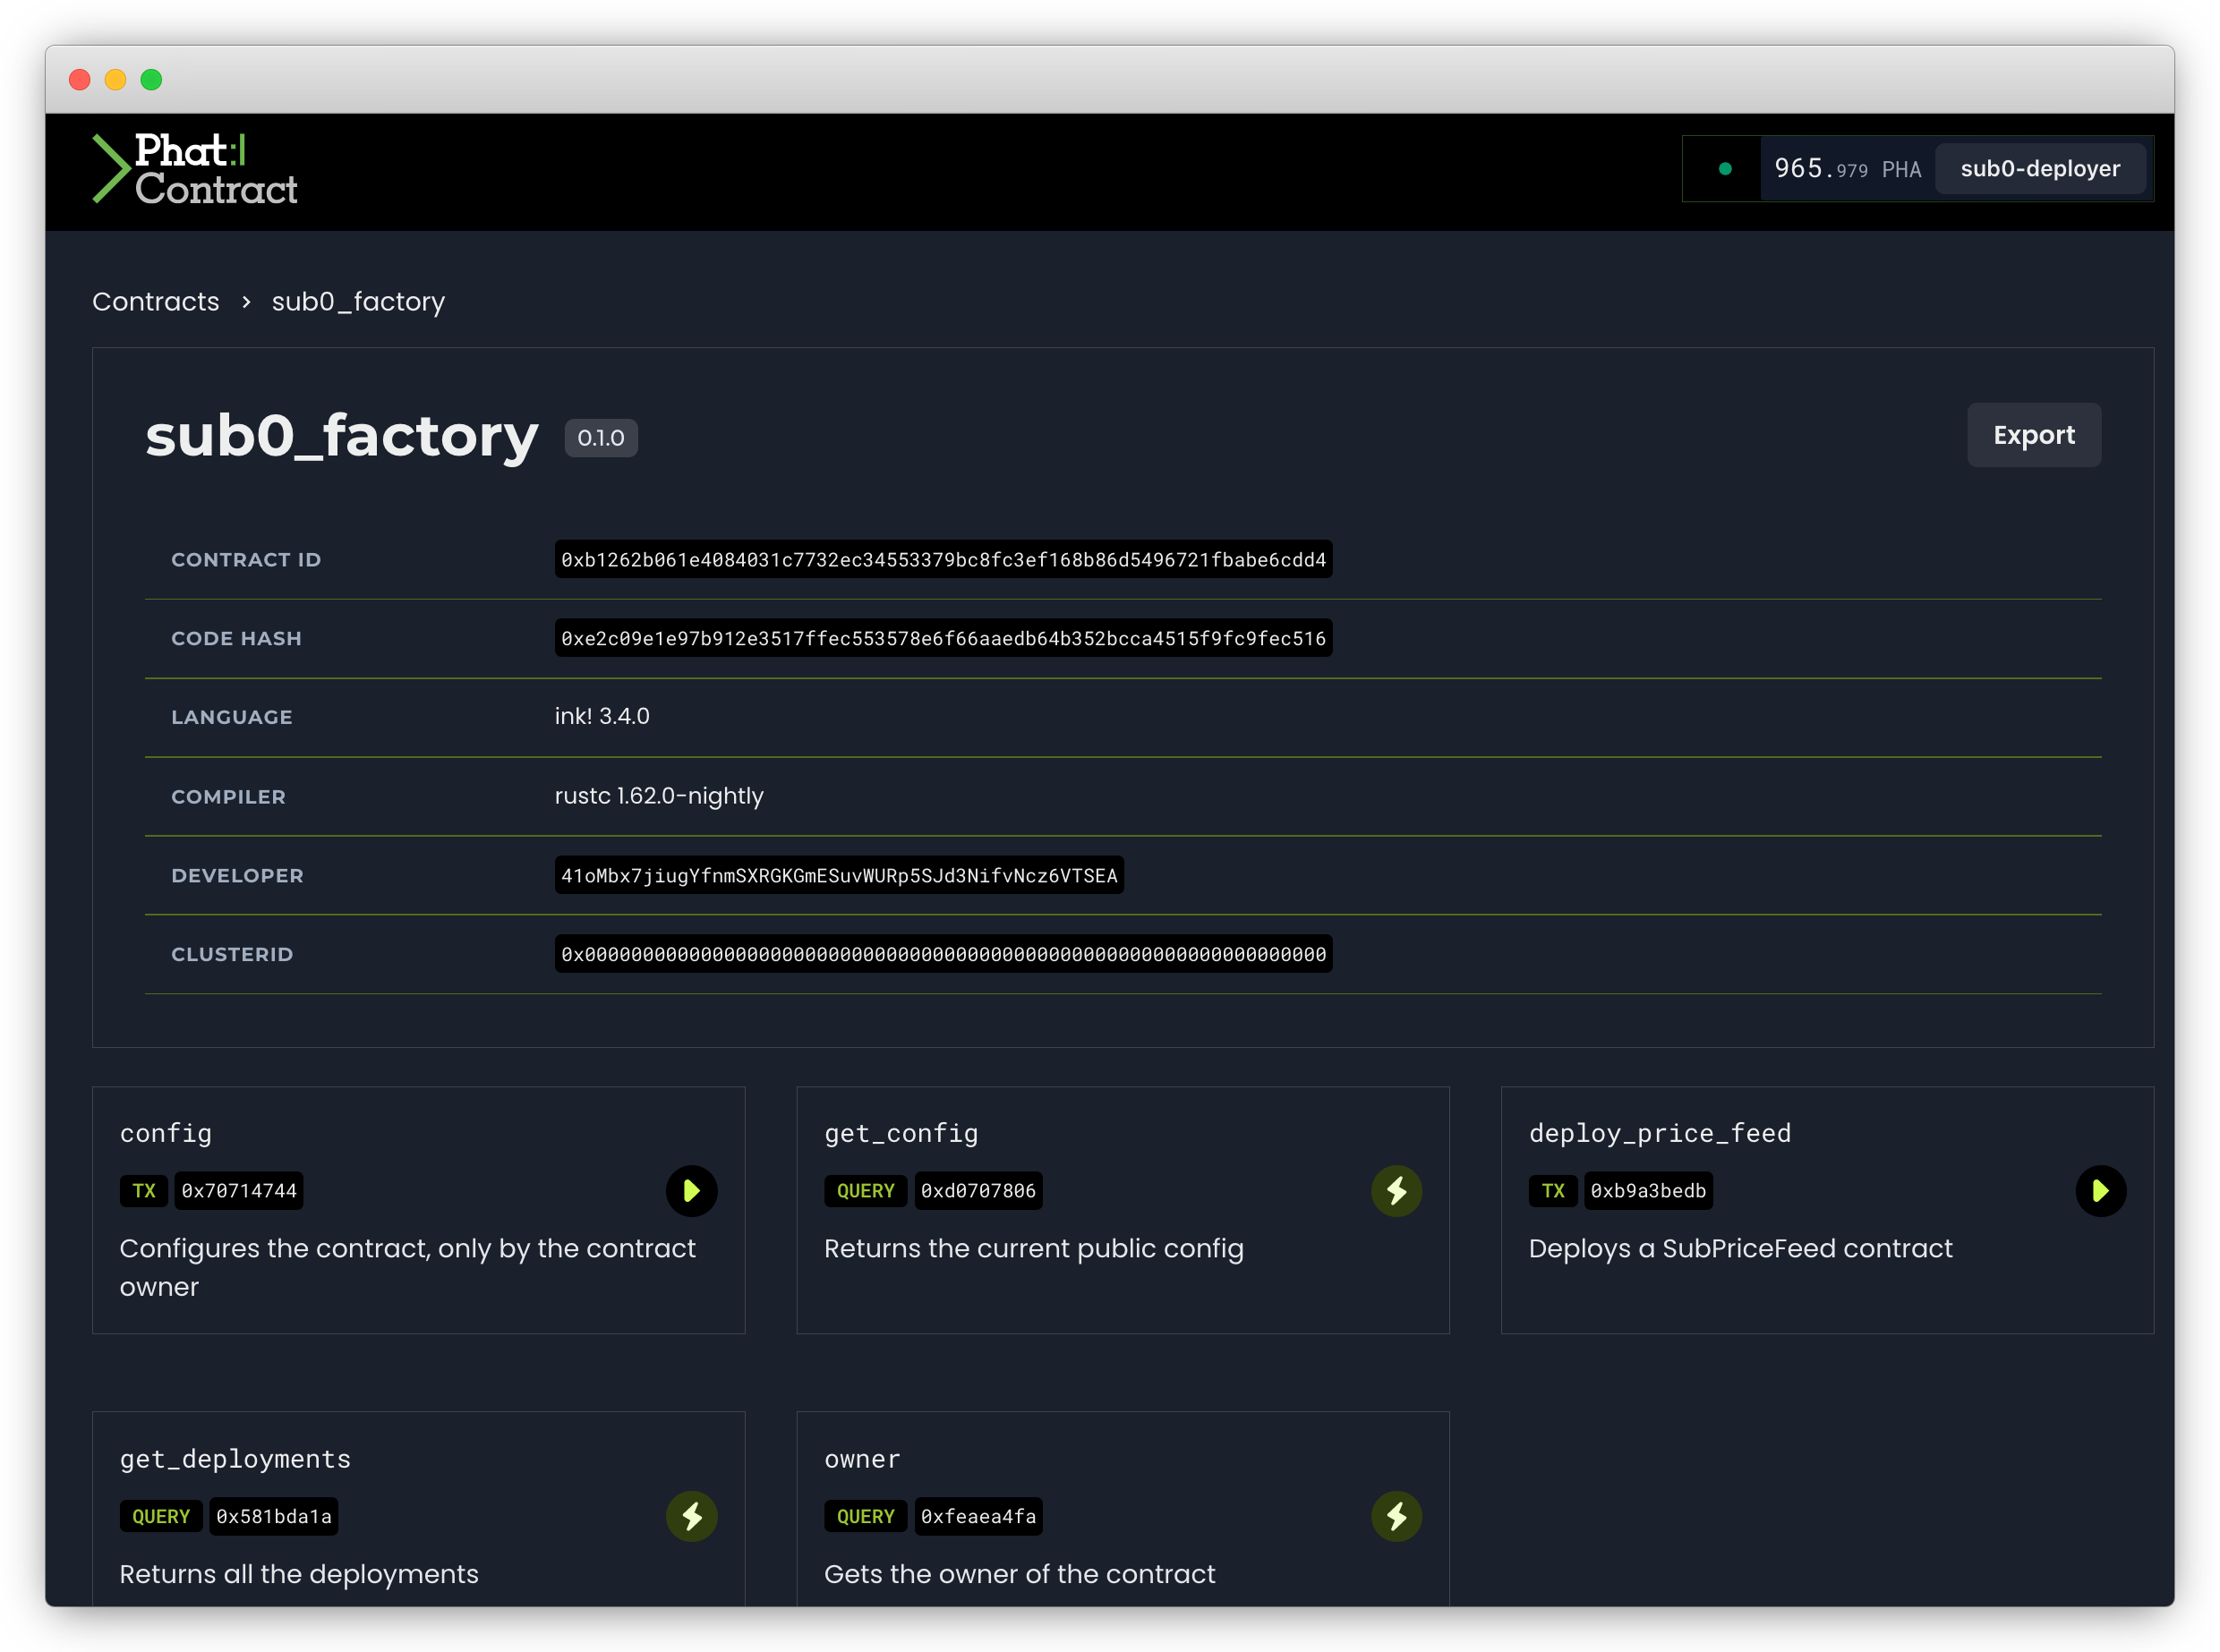 Phat:|
Contract
965.979 PHA sub0-deployer
Contracts > sub0_factory
sub0_factory 0.1.0 Export
CONTRACT ID 0xb1262b061e4084031c7732ec34553379bc8fc3ef168b86d5496721fbabe6cdd4
CODE HASH 0xe2c09e1e97b912e3517ffec553578e6f66aaedb64b352bcca4515f9fc9fec516
LANGUAGE ink! 3.4.0
COMPILER rustc 1.62.0-nightly
DEVELOPER 41oMbx7jiugYfnmSXRGKGmESuvWURp5SJd3NifvNcz6VTSEA
CLUSTERID 0x0000000000000000000000000000000000000000000000000000000000000000
config
TX 0x70714744
Configures the contract, only by the contract
owner
get_config
QUERY 0xd0707806
Returns the current public config
deploy_price_feed
TX 0xb9a3bedb
Deploys a SubPriceFeed contract
get_deployments
QUERY 0x581bda1a
Returns all the deployments
owner
QUERY 0xfeaea4fa
Gets the owner of the contract